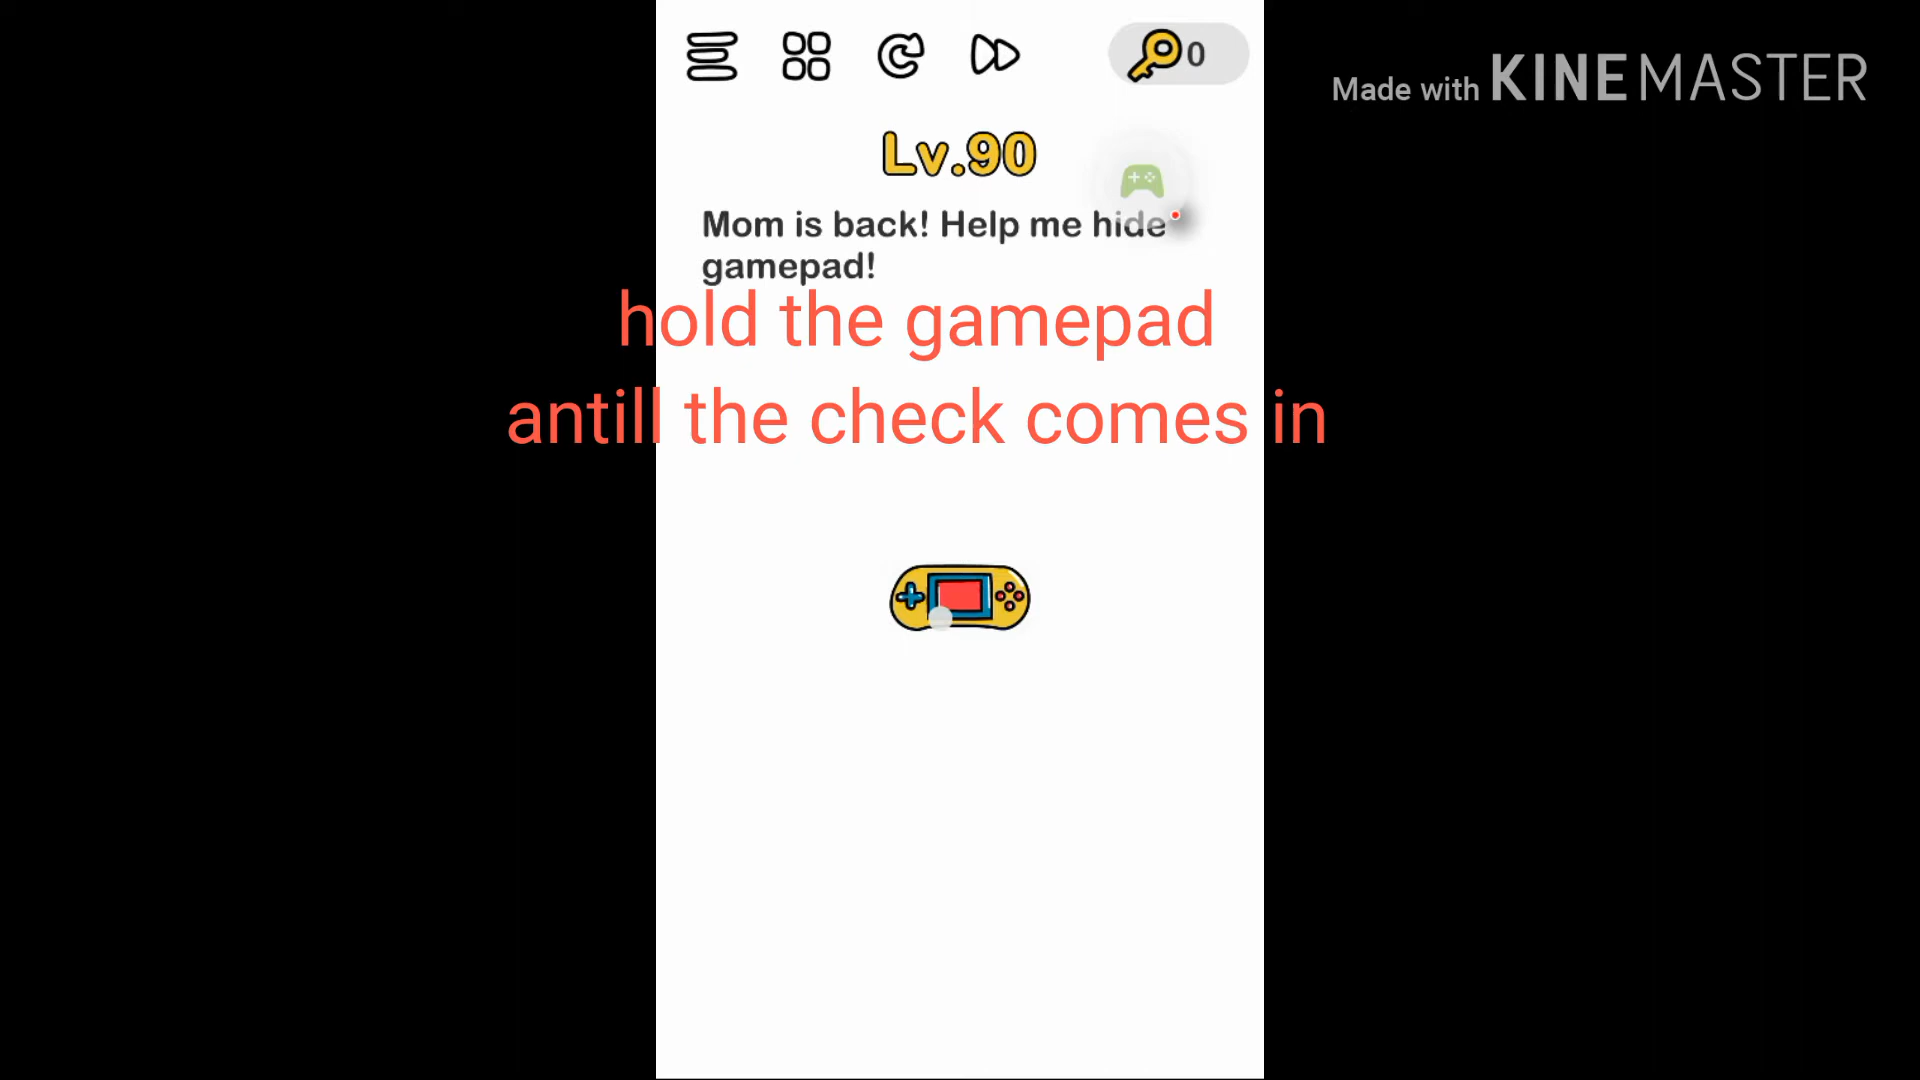 Made with KINEMASTER
0
Lv.90
Mom is back! Help me hide
gamepad!
hold the gamepad
antill the check comes in